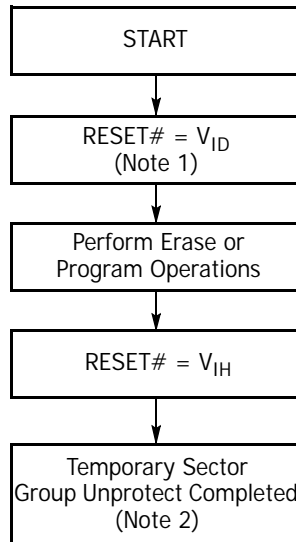 START
RESET# = VID
(Note 1)
Perform Erase or
Program Operations
RESET# = VIH
Temporary Sector
Group Unprotect Completed
(Note 2)